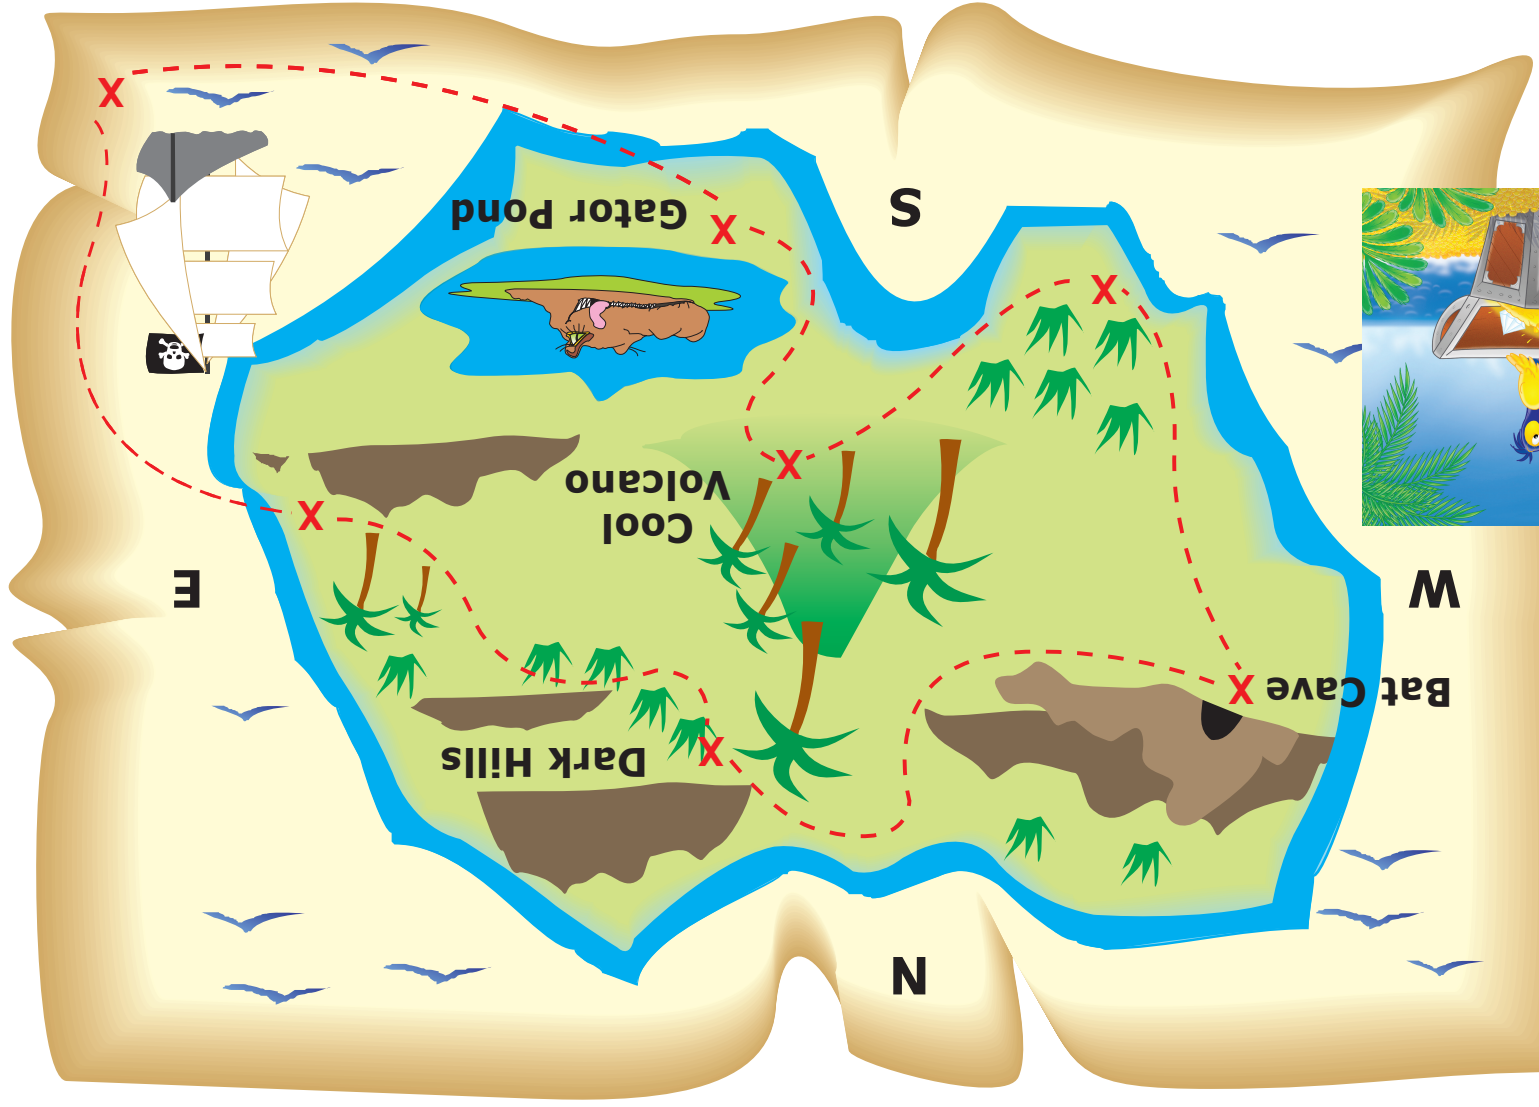 N
X
Dark Hills
Bat Cave
X
W
E
Cool
Volcano
X
X
X
X
Gator Pond
S
X